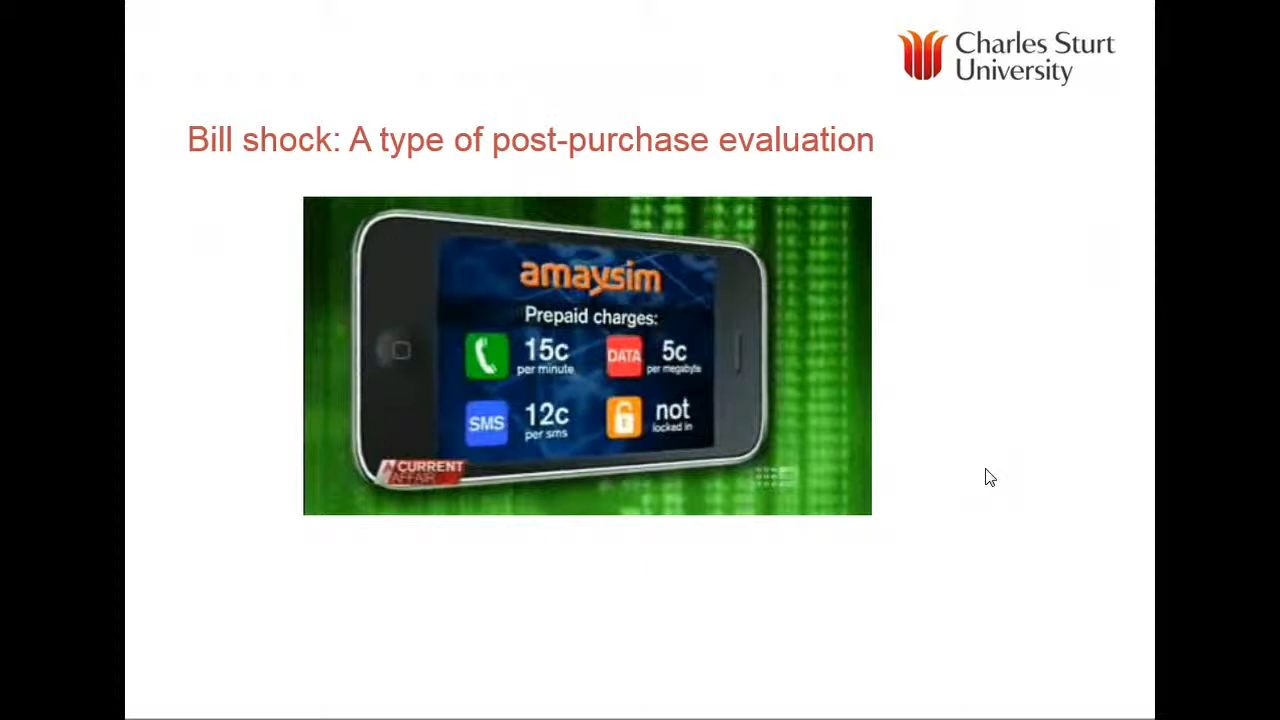 Charles Sturt
University
Bill shock: A type of post-purchase evaluation
amaysim
Prepaid charges:
15c
per minute
DATA
5c
per megabyte
SMS
12c
per sms
not
locked in
A CURRENT
AFFAIR